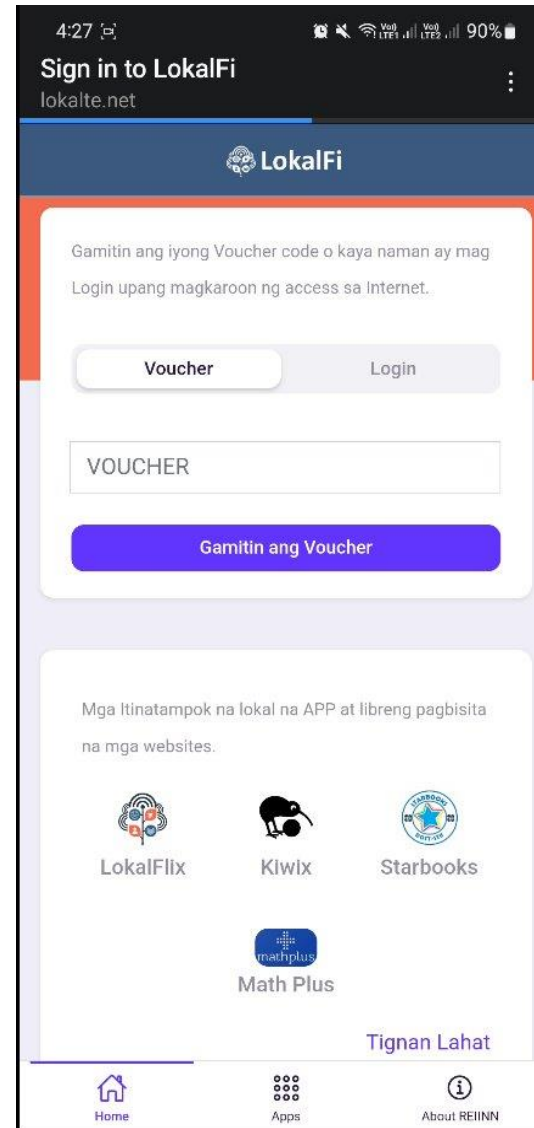 4:27 90%
Sign in to LokalFi
lokalte.net
LokalFi
Gamitin ang iyong Voucher code o kaya naman ay mag
Login upang magkaroon ng access sa Internet.
Voucher Login
VOUCHER
Gamitin ang Voucher
Mga Itinatampok na lokal na APP at libreng pagbisita
na mga websites.
LokalFlix Kiwix Starbooks
mathplus
Math Plus
Tignan Lahat
Home Apps About REIINN